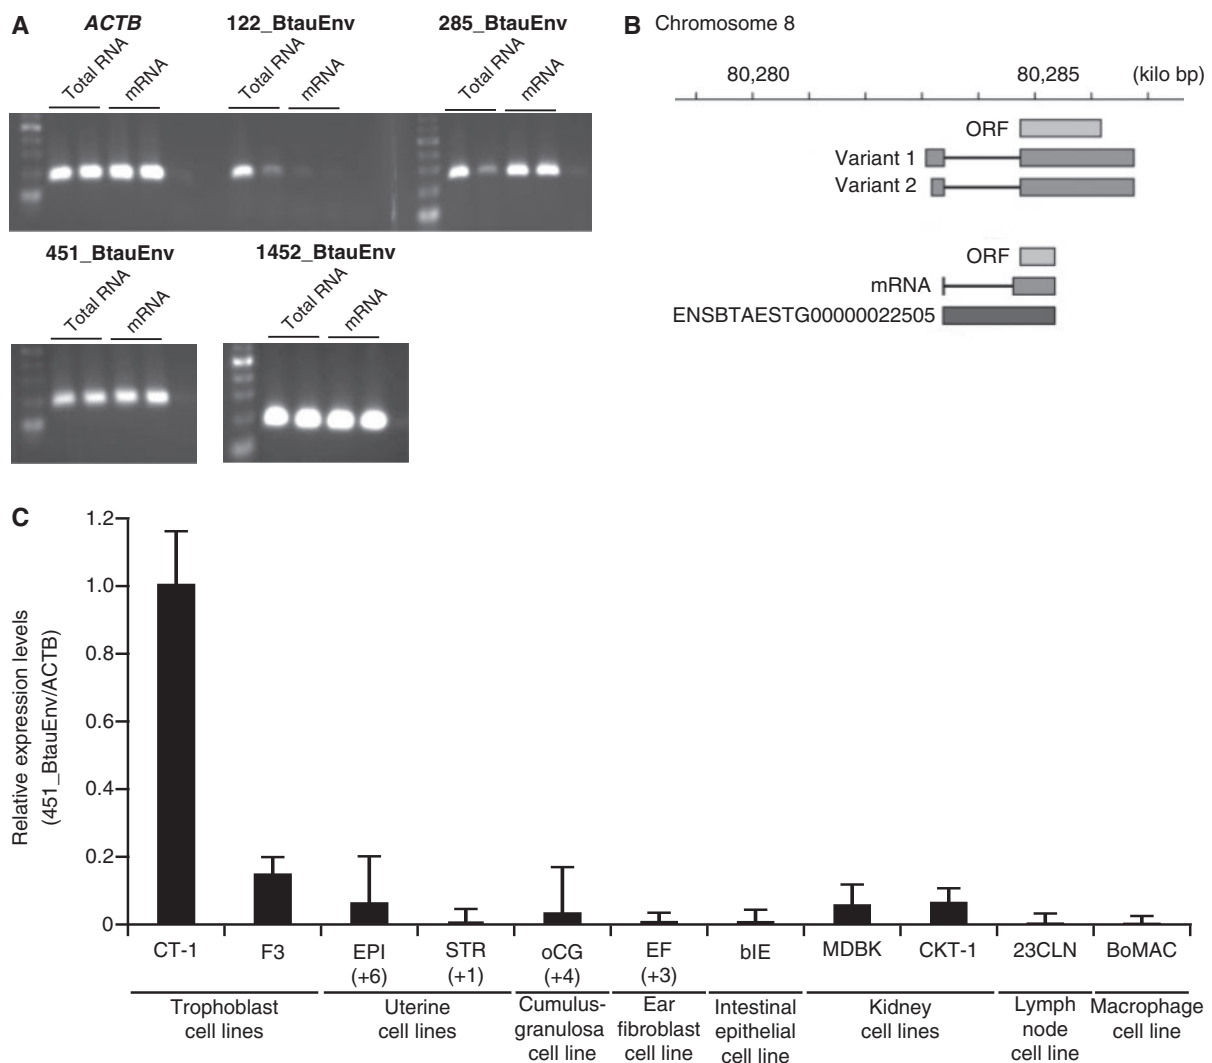 A
ACTB
122_BtauEnv
285_BtauEnv
Total RNA
mRNA
Total RNA
mRNA
Total RNA
mRNA
451_BtauEnv
1452_BtauEnv
Total RNA
mRNA
Total RNA
mRNA
B Chromosome 8
80,280
80,285
(kilo bp)
ORF
Variant 1
Variant 2
ORF
mRNA
ENSBTAESTG00000022505
C
Relative expression levels
(451_BtauEnv/ACTB)
1.2
1.0
0.8
0.6
0.4
0.2
0
CT-1
F3
EPI
(+6)
STR
(+1)
oCG
(+4)
EF
(+3)
bIE
MDBK
CKT-1
23CLN
BoMAC
Trophoblast
cell lines
Uterine
cell lines
Cumulus-
granulosa
cell line
Ear
fibroblast
cell line
Intestinal
epithelial
cell line
Kidney
cell lines
Lymph
node
cell line
Macrophage
cell line